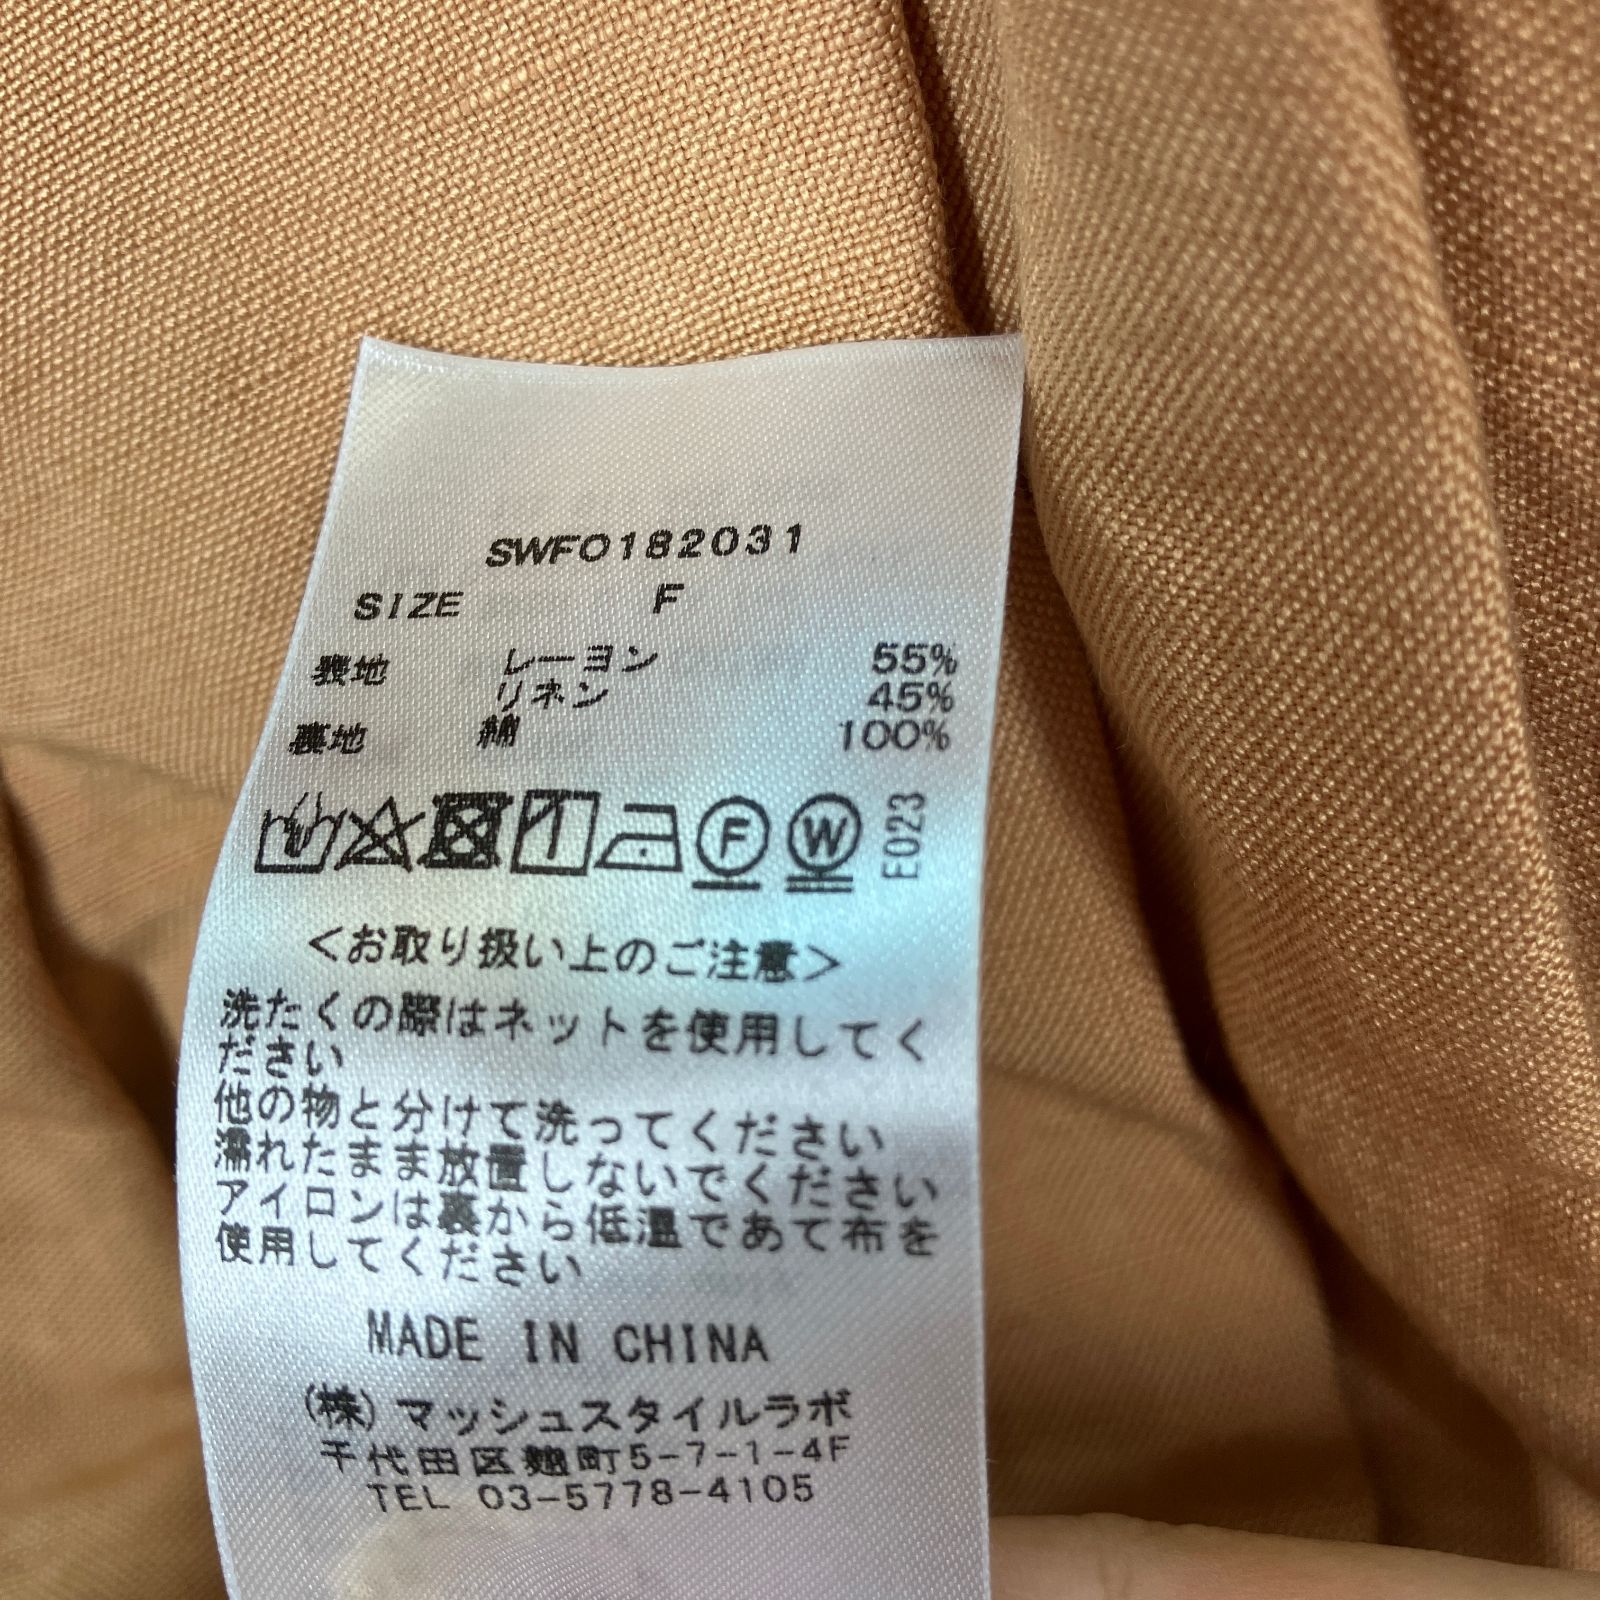 SWFO182031
SIZE F
表地 レーヨン 55%
リネン 45%
裏地 綿 100%
F W E023
<お取り扱い上のご注意>
洗たくの際はネットを使用してく
ださい
他の物と分けて洗ってください
濡れたまま放置しないでください
アイロンは裏から低温であて布を
使用してください
MADE IN CHINA
(株)マッシュスタイルラボ
千代田区麹町5-7-1-4F
TEL 03-5778-4105